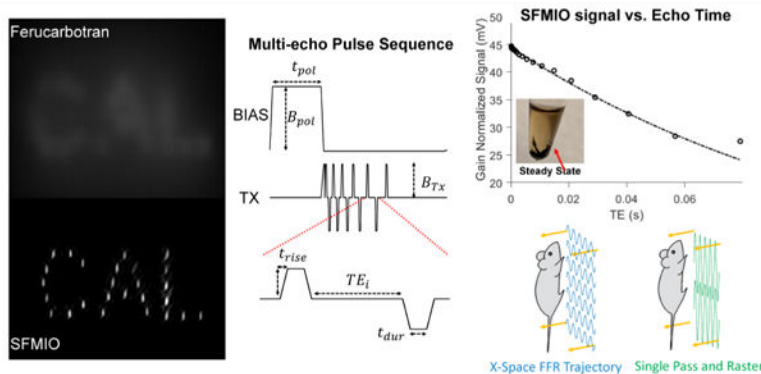 Ferucarbotran
SFMIO
Multi-echo Pulse Sequence
t_pol
BIAS
B_pol
TX
B_Tx
t_rise
TE_i
t_dur
SFMIO signal vs. Echo Time
Gain Normalized Signal (mV)
50
45
40
35
30
25
20
Steady State
0
0.02
0.04
0.06
TE (s)
X-Space FFR Trajectory
Single Pass and Raster